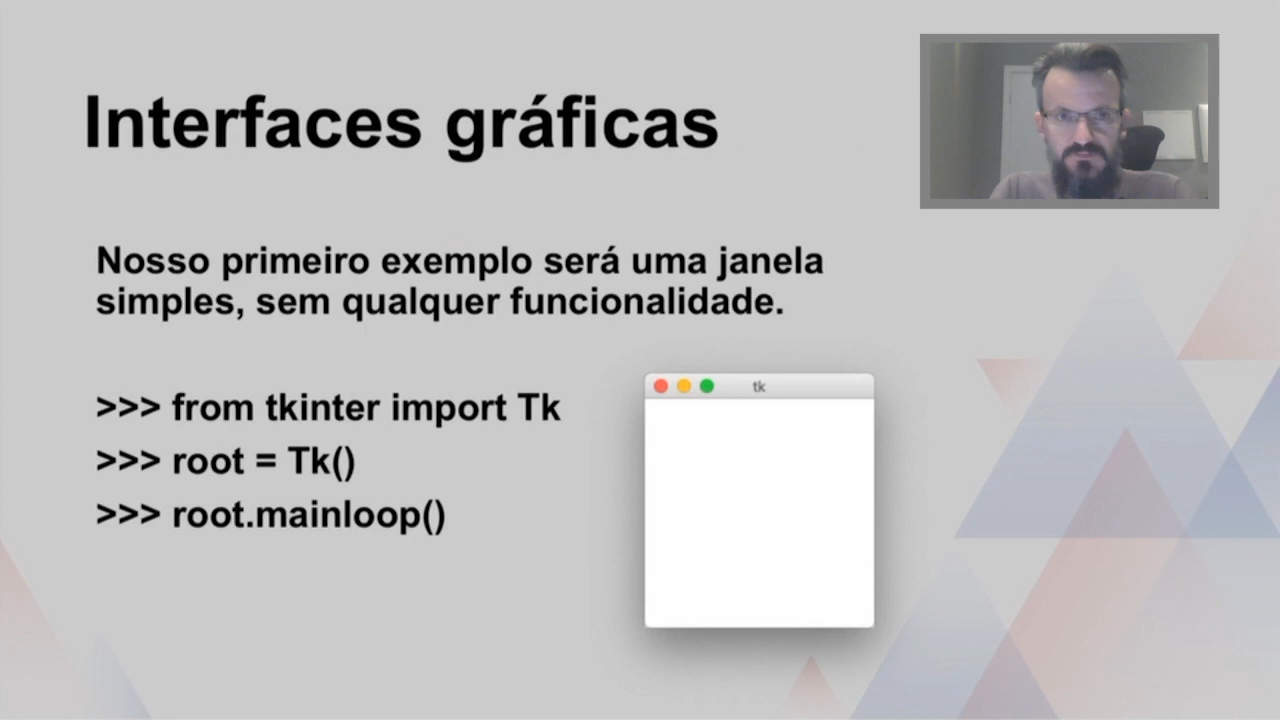 Interfaces gráficas
Nosso primeiro exemplo será uma janela
simples, sem qualquer funcionalidade.
>>> from tkinter import Tk
>>> root = Tk()
>>> root.mainloop()
tk